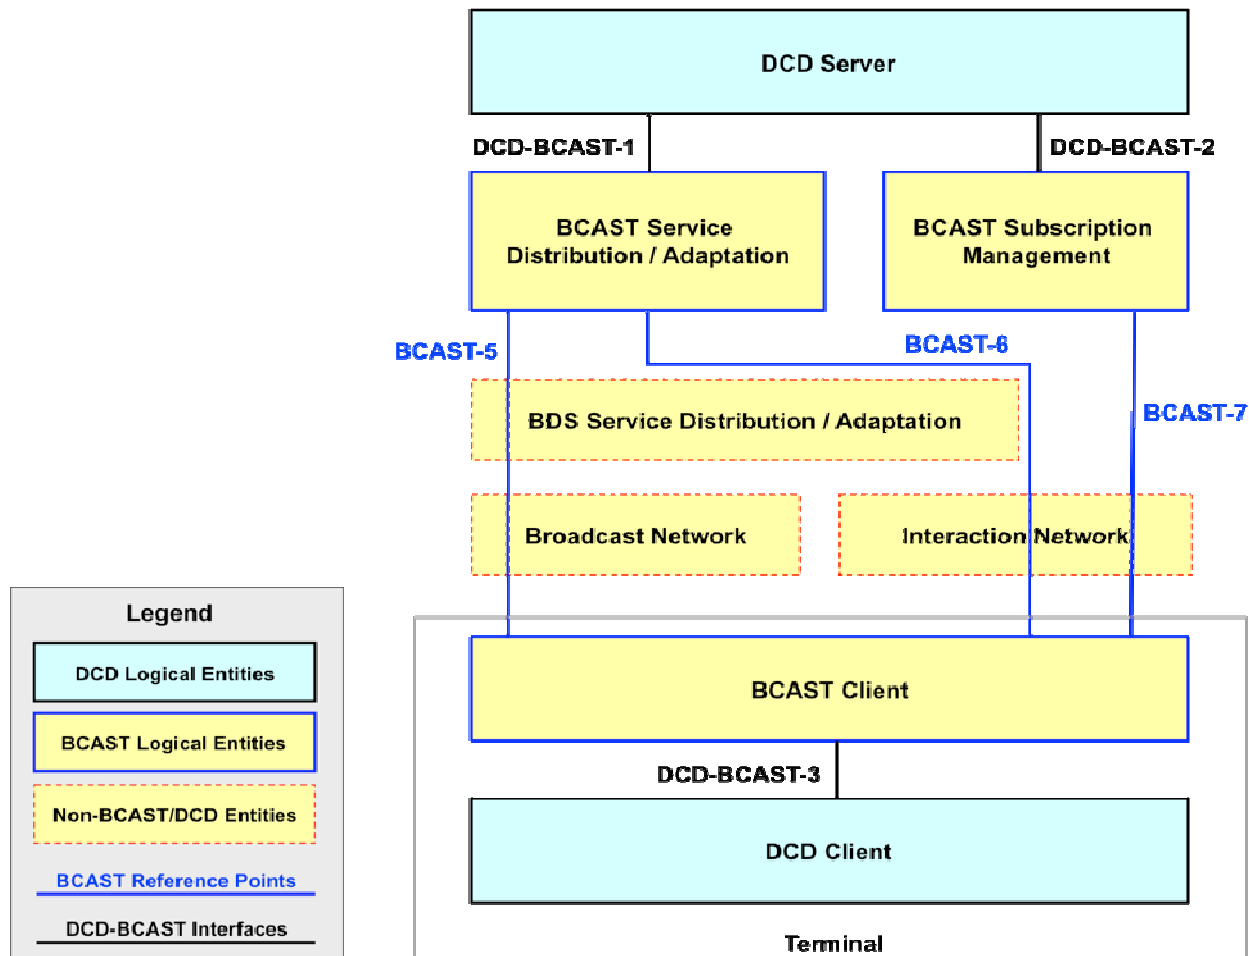 DCD Server
DCD-BCAST-1
DCD-BCAST-2
BCAST Service
Distribution / Adaptation
BCAST Subscription
Management
BCAST-5
BCAST-6
BCAST-7
BDS Service Distribution / Adaptation
Broadcast Network
Interaction Network
Legend
DCD Logical Entities
BCAST Logical Entities
Non-BCAST/DCD Entities
BCAST Reference Points
DCD-BCAST Interfaces
BCAST Client
DCD-BCAST-3
DCD Client
Terminal